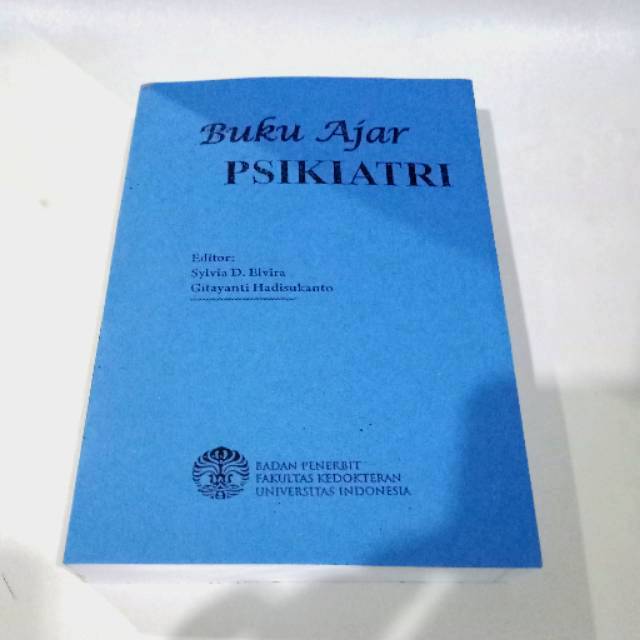 Buku Ajar
PSIKIATRI
Editor:
Sylvia D. Elvira
Gitayanti Hadisukanto
BADAN PENERBIT
FAKULTAS KEDOKTERAN
UNIVERSITAS INDONESIA